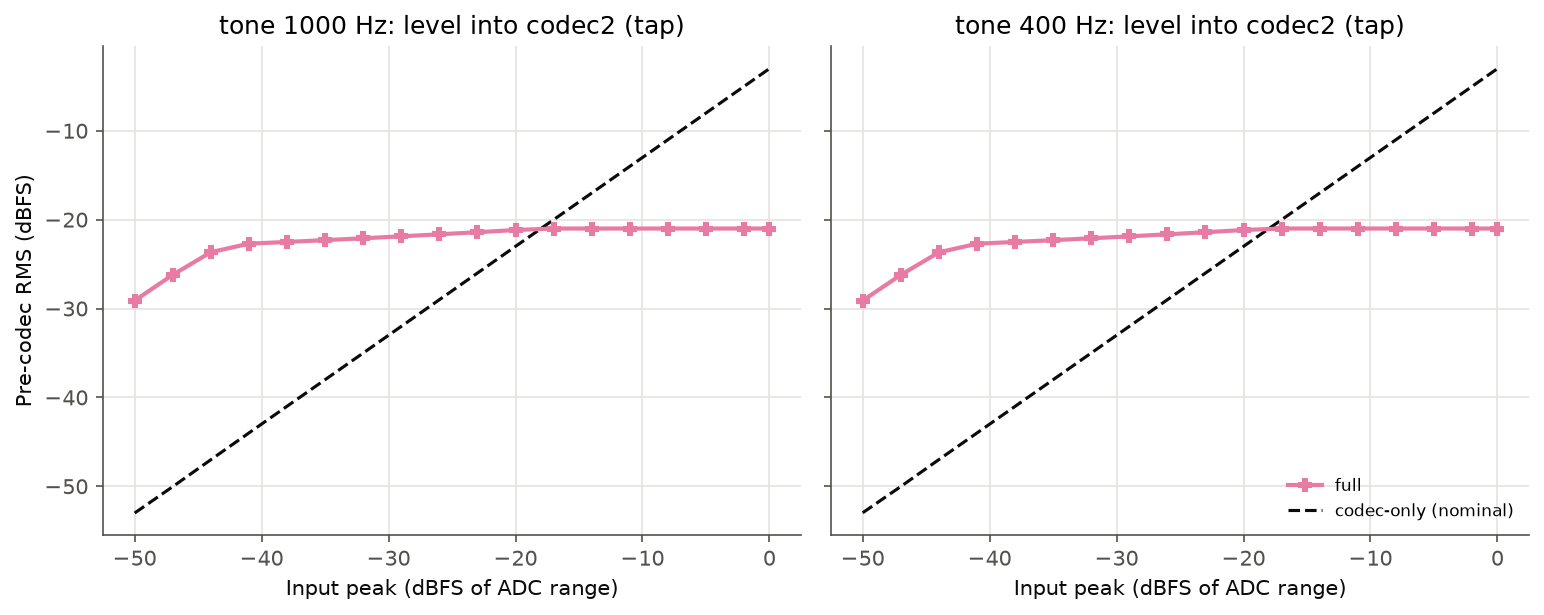 tone 1000 Hz: level into codec2 (tap)
tone 400 Hz: level into codec2 (tap)
Pre-codec RMS (dBFS)
−10
−20
−30
−40
−50
−50 −40 −30 −20 −10 0
−50 −40 −30 −20 −10 0
Input peak (dBFS of ADC range)
Input peak (dBFS of ADC range)
full
codec-only (nominal)